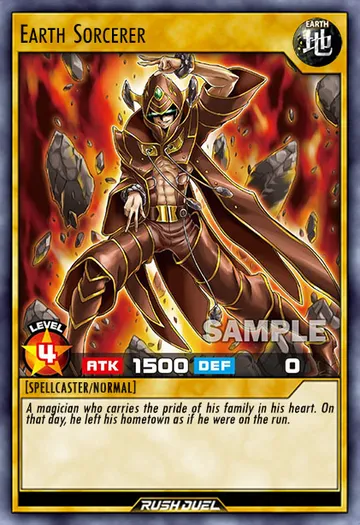 EARTH SORCERER
EARTH
地
SAMPLE
LEVEL
4
ATK 1500 DEF 0
[SPELLCASTER/NORMAL]
A magician who carries the pride of his family in his heart. On
that day, he left his hometown as if he were on the run.
RUSH DUEL